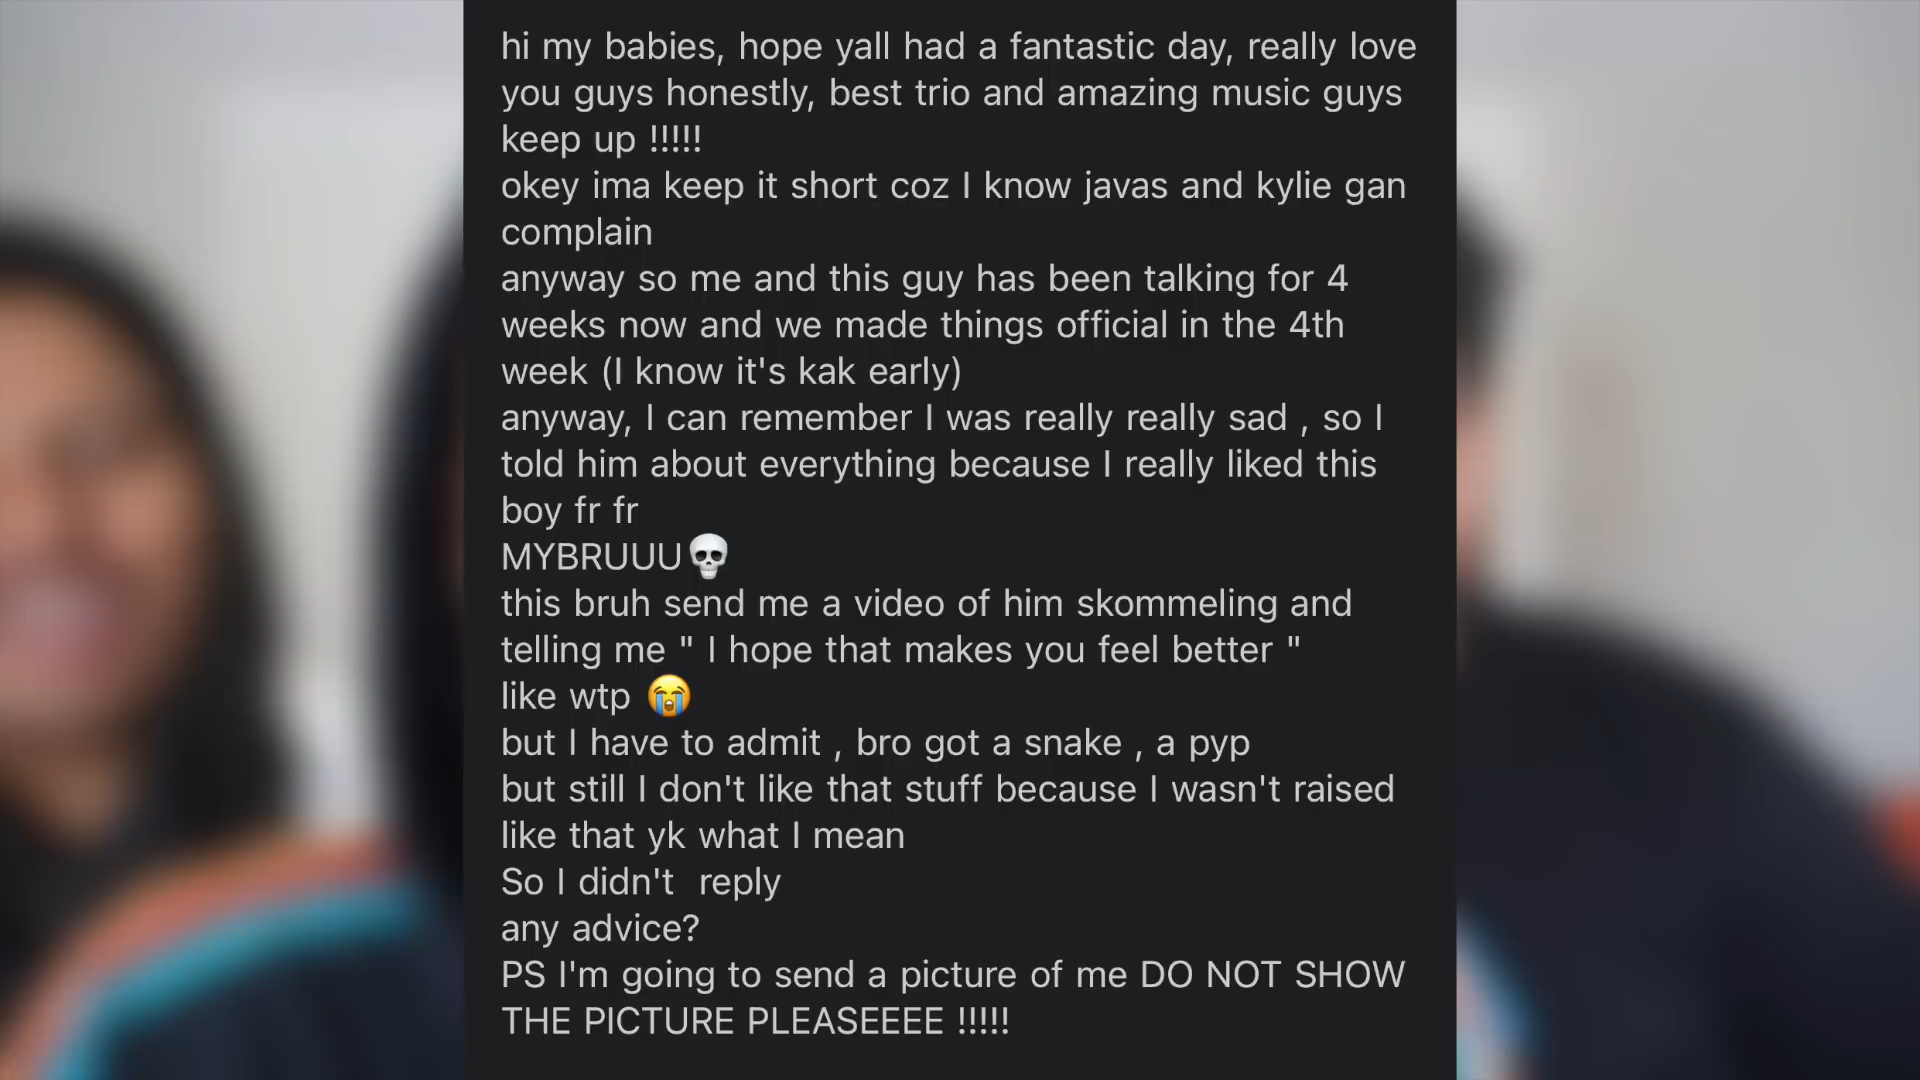 hi my babies, hope yall had a fantastic day, really love
you guys honestly, best trio and amazing music guys
keep up !!!!!
okey ima keep it short coz I know javas and kylie gan
complain
anyway so me and this guy has been talking for 4
weeks now and we made things official in the 4th
week (I know it's kak early)
anyway, I can remember I was really really sad , so I
told him about everything because I really liked this
boy fr fr
MYBRUUU💀
this bruh send me a video of him skommeling and
telling me " I hope that makes you feel better "
like wtp 😭
but I have to admit , bro got a snake , a pyp
but still I don't like that stuff because I wasn't raised
like that yk what I mean
So I didn't  reply
any advice?
PS I'm going to send a picture of me DO NOT SHOW
THE PICTURE PLEASEEEE !!!!!